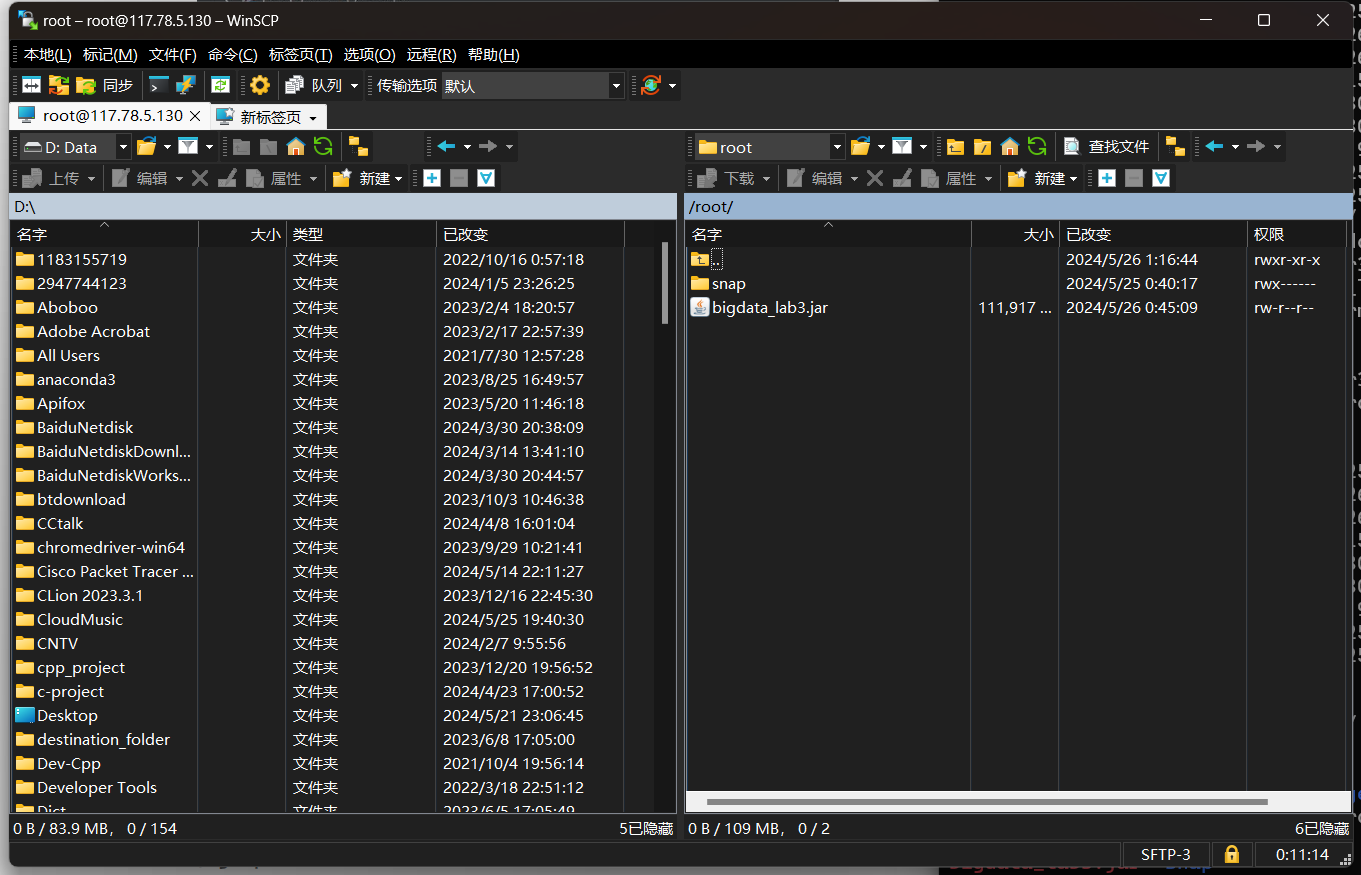 root – root@117.78.5.130 – WinSCP
本地(L) 标记(M) 文件(F) 命令(C) 标签页(T) 选项(O) 远程(R) 帮助(H)
同步 队列 传输选项 默认
root@117.78.5.130 新标签页
D: Data
上传 编辑 属性 新建
D:\
名字 大小 类型 已改变
1183155719 文件夹 2022/10/16 0:57:18
2947744123 文件夹 2024/1/5 23:26:25
Aboboo 文件夹 2023/2/4 18:20:57
Adobe Acrobat 文件夹 2023/2/17 22:57:39
All Users 文件夹 2021/7/30 12:57:28
anaconda3 文件夹 2023/8/25 16:49:57
Apifox 文件夹 2023/5/20 11:46:18
BaiduNetdisk 文件夹 2024/3/30 20:38:09
BaiduNetdiskDownl... 文件夹 2024/3/14 13:41:10
BaiduNetdiskWorks... 文件夹 2024/3/30 20:44:57
btdownload 文件夹 2023/10/3 10:46:38
CCtalk 文件夹 2024/4/8 16:01:04
chromedriver-win64 文件夹 2023/9/29 10:21:41
Cisco Packet Tracer ... 文件夹 2024/5/14 22:11:27
CLion 2023.3.1 文件夹 2023/12/16 22:45:30
CloudMusic 文件夹 2024/5/25 19:40:30
CNTV 文件夹 2024/2/7 9:55:56
cpp_project 文件夹 2023/12/20 19:56:52
c-project 文件夹 2024/4/23 17:00:52
Desktop 文件夹 2024/5/21 23:06:45
destination_folder 文件夹 2023/6/8 17:05:00
Dev-Cpp 文件夹 2021/10/4 19:56:14
Developer Tools 文件夹 2022/3/18 22:51:12
Dict 文件夹 2023/6/5 17:05:49
0 B / 83.9 MB， 0 / 154 5已隐藏
root 查找文件
下载 编辑 属性 新建
/root/
名字 大小 已改变 权限
.. 2024/5/26 1:16:44 rwxr-xr-x
snap 2024/5/25 0:40:17 rwx------
bigdata_lab3.jar 111,917 ... 2024/5/26 0:45:09 rw-r--r--
0 B / 109 MB， 0 / 2 6已隐藏
SFTP-3 0:11:14